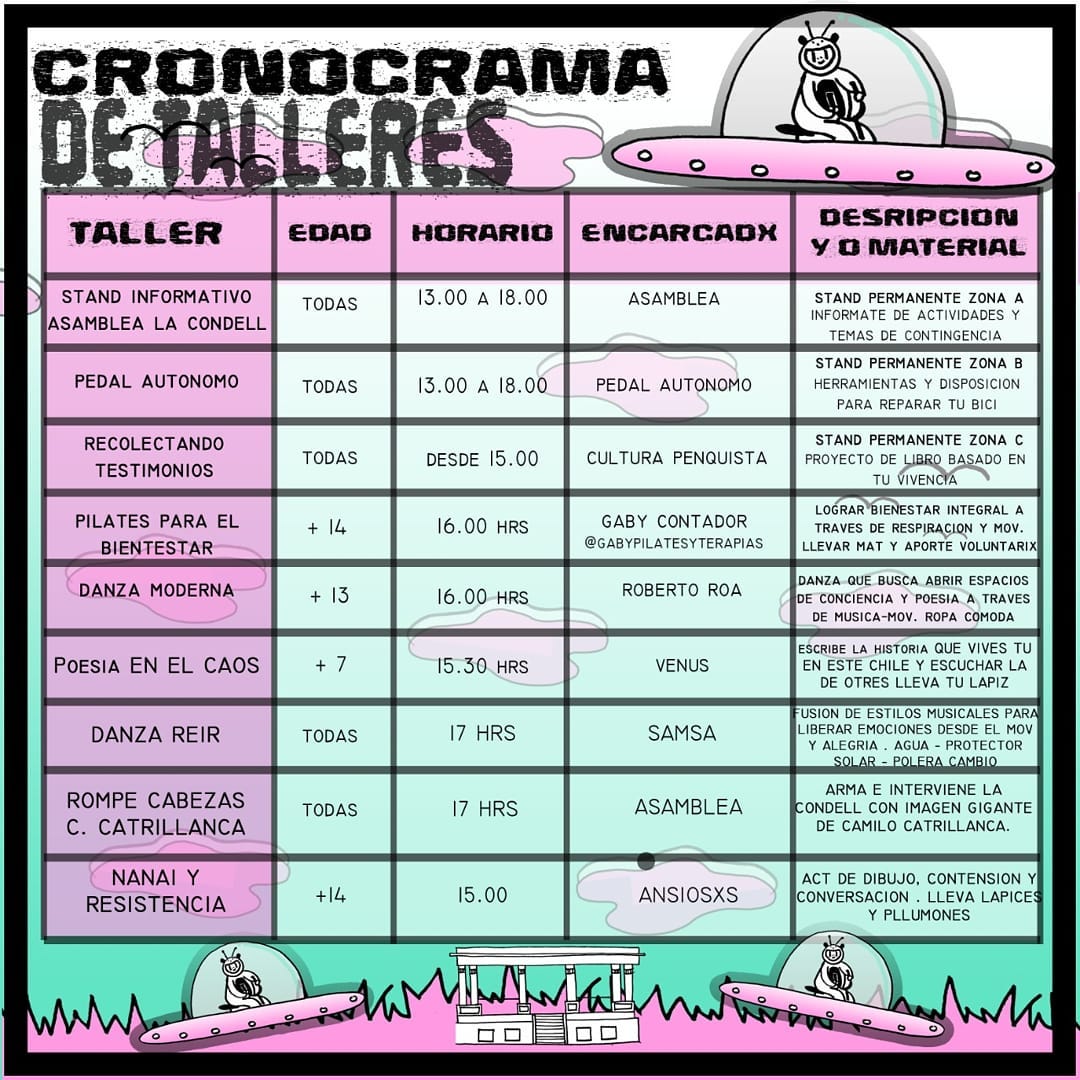 CRONOCRAMA
DE TALLERES
TALLER EDAD HORARIO ENCARCADX DESRIPCION
Y O MATERIAL
STAND INFORMATIVO
ASAMBLEA LA CONDELL
TODAS
13.00 A 18.00
ASAMBLEA
STAND PERMANENTE ZONA A
INFORMATE DE ACTIVIDADES Y
TEMAS DE CONTINGENCIA
PEDAL AUTONOMO
TODAS
13.00 A 18.00
PEDAL AUTONOMO
STAND PERMANENTE ZONA B
HERRAMIENTAS Y DISPOSICION
PARA REPARAR TU BICI
RECOLECTANDO
TESTIMONIOS
TODAS
DESDE 15.00
CULTURA PENQUISTA
STAND PERMANENTE ZONA C
PROYECTO DE LIBRO BASADO EN
TU VIVENCIA
PILATES PARA EL
BIENTESTAR
+ 14
16.00 HRS
GABY CONTADOR
@GABYPILATESYTERAPIAS
LOGRAR BIENESTAR INTEGRAL A
TRAVES DE RESPIRACION Y MOV.
LLEVAR MAT Y APORTE VOLUNTARIX
DANZA MODERNA
+ 13
16.00 HRS
ROBERTO ROA
DANZA QUE BUSCA ABRIR ESPACIOS
DE CONCIENCIA Y POESIA A TRAVES
DE MUSICA-MOV. ROPA COMODA
POESIA EN EL CAOS
+ 7
15.30 HRS
VENUS
ESCRIBE LA HISTORIA QUE VIVES TU
EN ESTE CHILE Y ESCUCHAR LA
DE OTRES LLEVA TU LAPIZ
DANZA REIR
TODAS
17 HRS
SAMSA
FUSION DE ESTILOS MUSICALES PARA
LIBERAR EMOCIONES DESDE EL MOV
Y ALEGRIA . AGUA - PROTECTOR
SOLAR - POLERA CAMBIO
ROMPE CABEZAS
C. CATRILLANCA
TODAS
17 HRS
ASAMBLEA
ARMA E INTERVIENE LA
CONDELL CON IMAGEN GIGANTE
DE CAMILO CATRILLANCA.
NANAI Y
RESISTENCIA
+14
15.00
ANSIOSXS
ACT DE DIBUJO, CONTENSION Y
CONVERSACION . LLEVA LAPICES
Y PLLUMONES